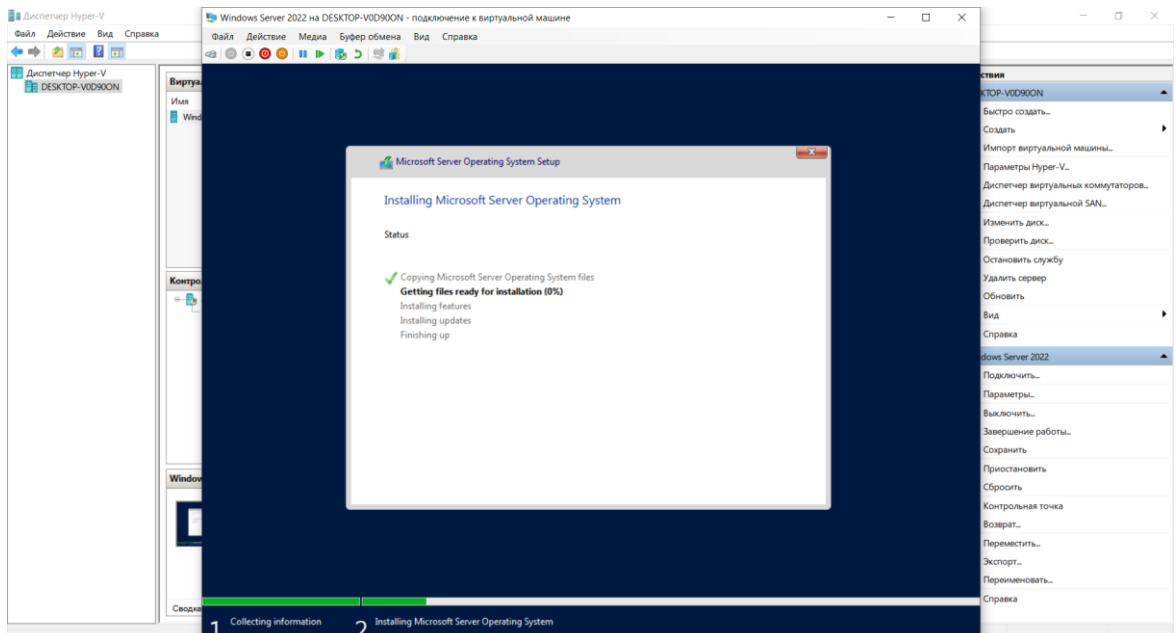 Диспетчер Hyper-V
Файл Действие Вид Справка
Диспетчер Hyper-V
DESKTOP-V0D90ON
Виртуа
Имя
Wind
Контро
Window
Сводка
Windows Server 2022 на DESKTOP-V0D90ON - подключение к виртуальной машине
Файл Действие Медиа Буфер обмена Вид Справка
Microsoft Server Operating System Setup
Installing Microsoft Server Operating System
Status
Copying Microsoft Server Operating System files
Getting files ready for installation (0%)
Installing features
Installing updates
Finishing up
1 Collecting information
2 Installing Microsoft Server Operating System
ствия
KTOP-V0D90ON
Быстро создать...
Создать
Импорт виртуальной машины...
Параметры Hyper-V...
Диспетчер виртуальных коммутаторов...
Диспетчер виртуальной SAN...
Изменить диск...
Проверить диск...
Остановить службу
Удалить сервер
Обновить
Вид
Справка
dows Server 2022
Подключить...
Параметры...
Выключить...
Завершение работы...
Сохранить
Приостановить
Сбросить
Контрольная точка
Возврат...
Переместить...
Экспорт...
Переименовать...
Справка